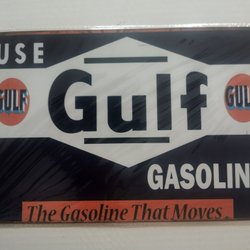 USE
GULF
Gulf
GULF
GASOLIN
The Gasoline That Moves.